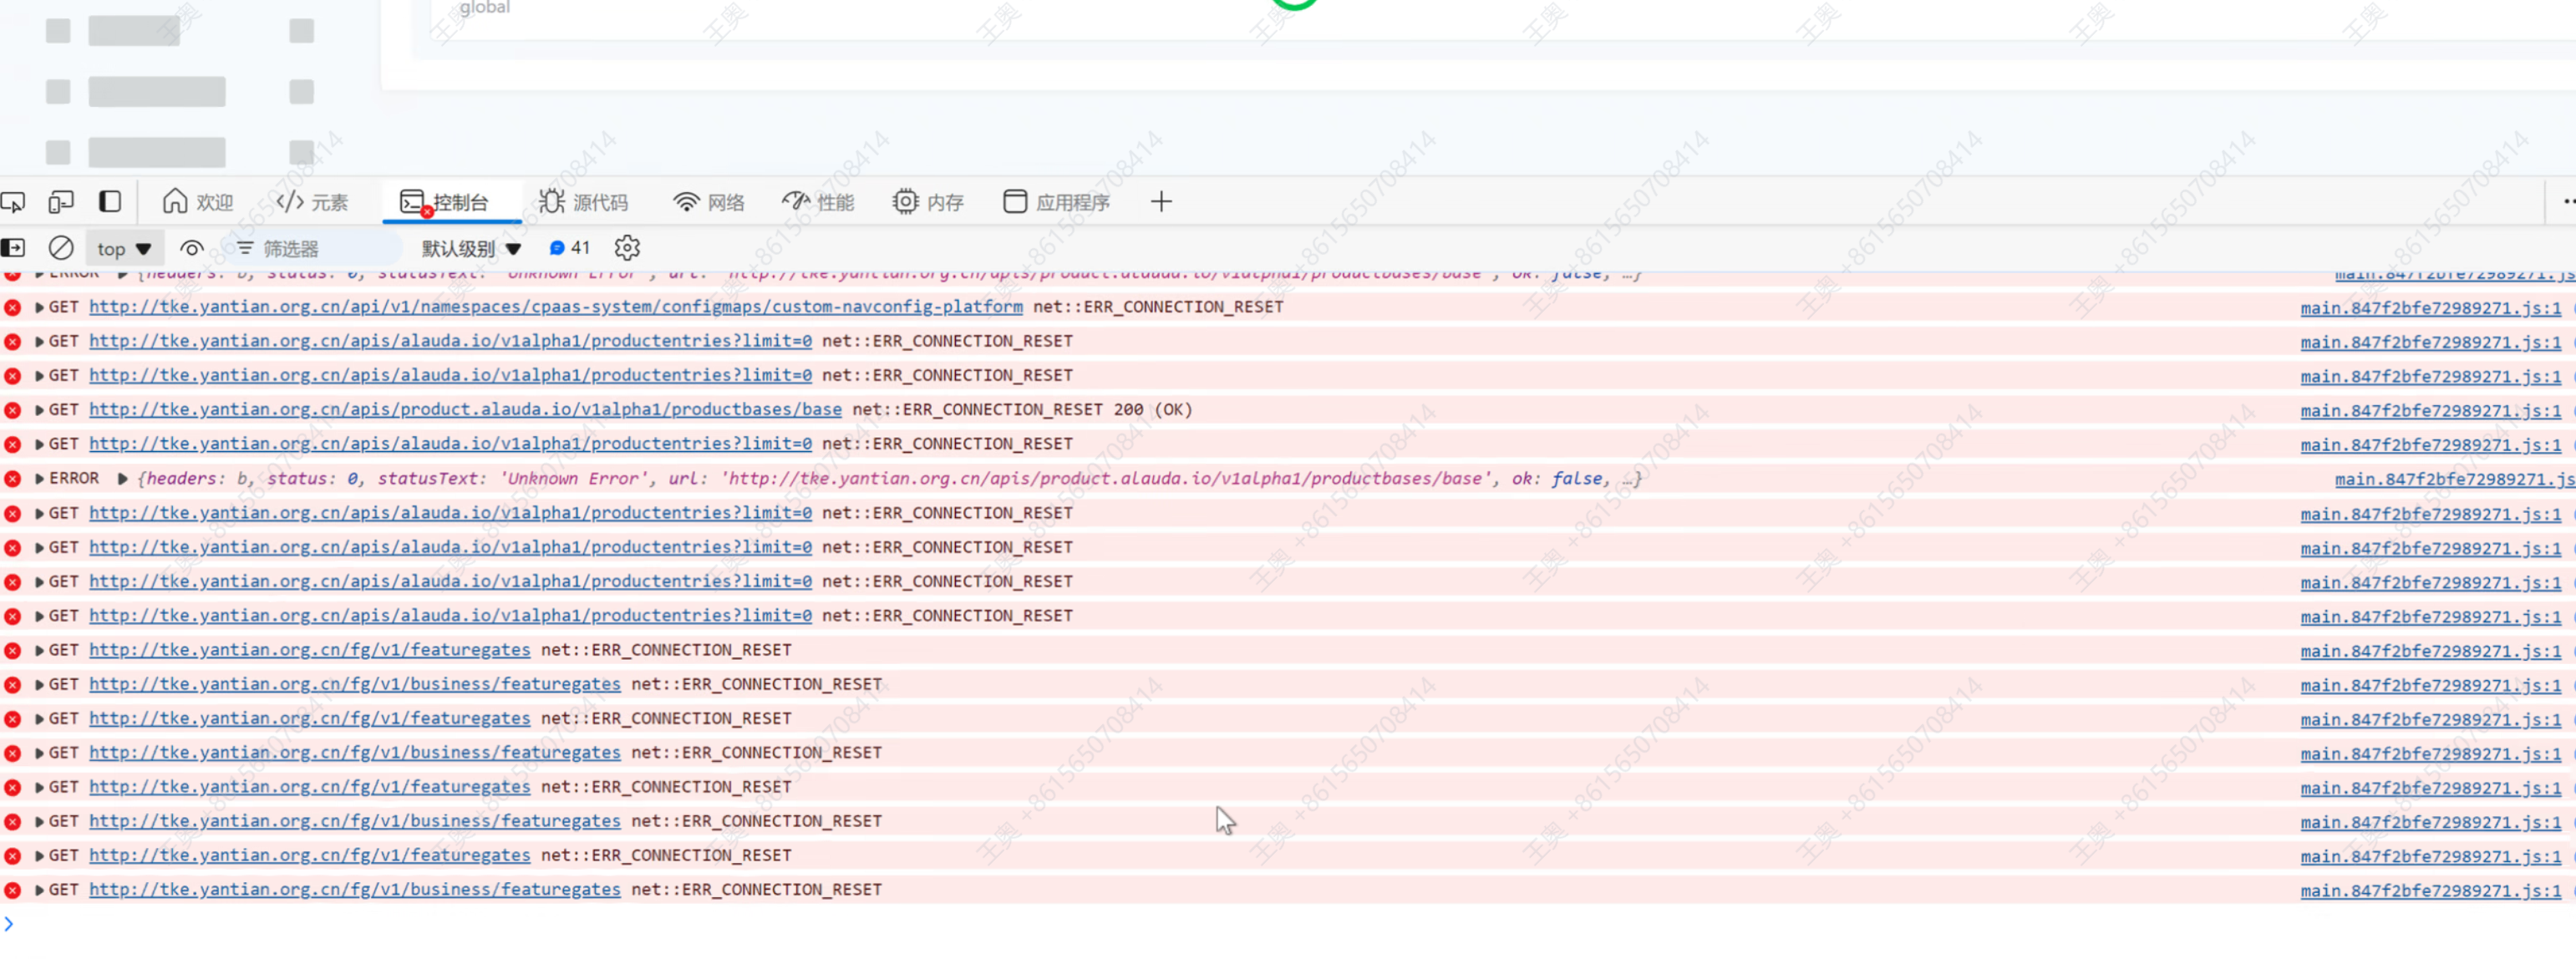 global
欢迎 元素 控制台 源代码 网络 性能 内存 应用程序
top 筛选器 默认级别 41
ERROR {headers: b, status: 0, statusText: 'Unknown Error', url: 'http://tke.yantian.org.cn/apis/product.alauda.io/v1alpha1/productbases/base', ok: false, …} main.847f2bfe72989271.js
GET http://tke.yantian.org.cn/api/v1/namespaces/cpaas-system/configmaps/custom-navconfig-platform net::ERR_CONNECTION_RESET main.847f2bfe72989271.js:1
GET http://tke.yantian.org.cn/apis/alauda.io/v1alpha1/productentries?limit=0 net::ERR_CONNECTION_RESET main.847f2bfe72989271.js:1
GET http://tke.yantian.org.cn/apis/alauda.io/v1alpha1/productentries?limit=0 net::ERR_CONNECTION_RESET main.847f2bfe72989271.js:1
GET http://tke.yantian.org.cn/apis/product.alauda.io/v1alpha1/productbases/base net::ERR_CONNECTION_RESET 200 (OK) main.847f2bfe72989271.js:1
GET http://tke.yantian.org.cn/apis/alauda.io/v1alpha1/productentries?limit=0 net::ERR_CONNECTION_RESET main.847f2bfe72989271.js:1
ERROR {headers: b, status: 0, statusText: 'Unknown Error', url: 'http://tke.yantian.org.cn/apis/product.alauda.io/v1alpha1/productbases/base', ok: false, …} main.847f2bfe72989271.js
GET http://tke.yantian.org.cn/apis/alauda.io/v1alpha1/productentries?limit=0 net::ERR_CONNECTION_RESET main.847f2bfe72989271.js:1
GET http://tke.yantian.org.cn/apis/alauda.io/v1alpha1/productentries?limit=0 net::ERR_CONNECTION_RESET main.847f2bfe72989271.js:1
GET http://tke.yantian.org.cn/apis/alauda.io/v1alpha1/productentries?limit=0 net::ERR_CONNECTION_RESET main.847f2bfe72989271.js:1
GET http://tke.yantian.org.cn/apis/alauda.io/v1alpha1/productentries?limit=0 net::ERR_CONNECTION_RESET main.847f2bfe72989271.js:1
GET http://tke.yantian.org.cn/fg/v1/featuregates net::ERR_CONNECTION_RESET main.847f2bfe72989271.js:1
GET http://tke.yantian.org.cn/fg/v1/business/featuregates net::ERR_CONNECTION_RESET main.847f2bfe72989271.js:1
GET http://tke.yantian.org.cn/fg/v1/featuregates net::ERR_CONNECTION_RESET main.847f2bfe72989271.js:1
GET http://tke.yantian.org.cn/fg/v1/business/featuregates net::ERR_CONNECTION_RESET main.847f2bfe72989271.js:1
GET http://tke.yantian.org.cn/fg/v1/featuregates net::ERR_CONNECTION_RESET main.847f2bfe72989271.js:1
GET http://tke.yantian.org.cn/fg/v1/business/featuregates net::ERR_CONNECTION_RESET main.847f2bfe72989271.js:1
GET http://tke.yantian.org.cn/fg/v1/featuregates net::ERR_CONNECTION_RESET main.847f2bfe72989271.js:1
GET http://tke.yantian.org.cn/fg/v1/business/featuregates net::ERR_CONNECTION_RESET main.847f2bfe72989271.js:1
王奥 +8615650708414